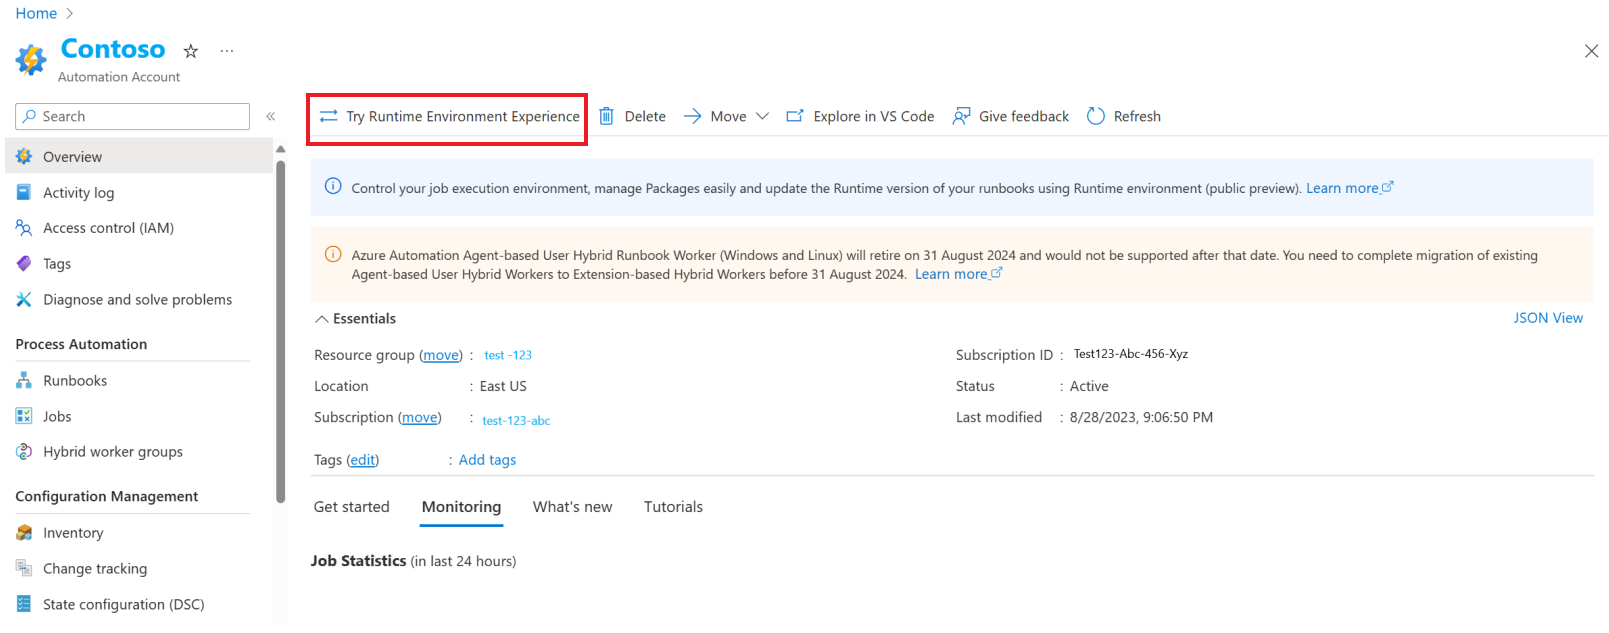 Home
Contoso
Automation Account
Search
Overview
Activity log
Access control (IAM)
Tags
Diagnose and solve problems
Process Automation
Runbooks
Jobs
Hybrid worker groups
Configuration Management
Inventory
Change tracking
State configuration (DSC)
Try Runtime Environment Experience Delete Move Explore in VS Code Give feedback Refresh
Control your job execution environment, manage Packages easily and update the Runtime version of your runbooks using Runtime environment (public preview). Learn more
Azure Automation Agent-based User Hybrid Runbook Worker (Windows and Linux) will retire on 31 August 2024 and would not be supported after that date. You need to complete migration of existing
Agent-based User Hybrid Workers to Extension-based Hybrid Workers before 31 August 2024. Learn more
Essentials JSON View
Resource group (move) : test -123 Subscription ID : Test123-Abc-456-Xyz
Location : East US Status : Active
Subscription (move) : test-123-abc Last modified : 8/28/2023, 9:06:50 PM
Tags (edit) : Add tags
Get started Monitoring What's new Tutorials
Job Statistics (in last 24 hours)